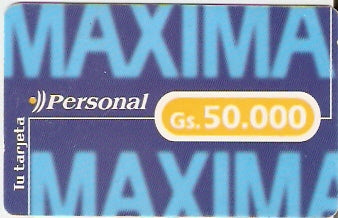 MAXIMA
Personal
Gs. 50.000
Tu tarjeta
MAXIMA